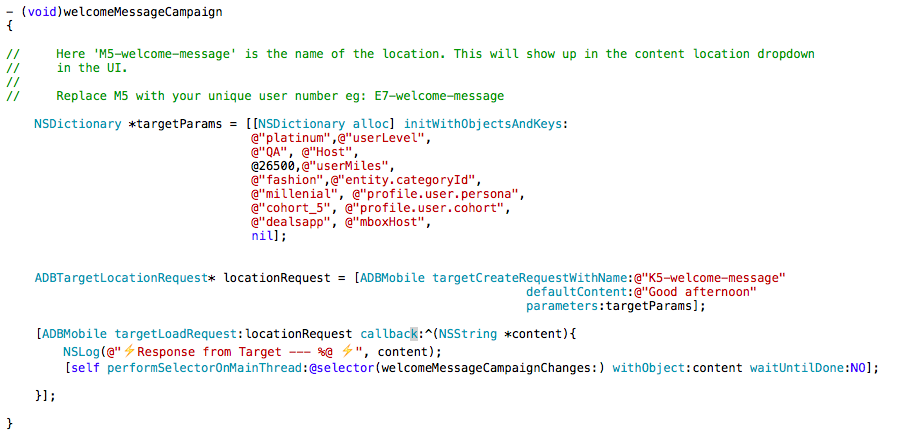 - (void)welcomeMessageCampaign
{
//     Here 'M5-welcome-message' is the name of the location. This will show up in the content location dropdown
//     in the UI.
//
//     Replace M5 with your unique user number eg: E7-welcome-message
NSDictionary *targetParams = [[NSDictionary alloc] initWithObjectsAndKeys:
@"platinum",@"userLevel",
@"QA", @"Host",
@26500,@"userMiles",
@"fashion",@"entity.categoryId",
@"millenial", @"profile.user.persona",
@"cohort_5", @"profile.user.cohort",
@"dealsapp", @"mboxHost",
nil];
ADBTargetLocationRequest* locationRequest = [ADBMobile targetCreateRequestWithName:@"K5-welcome-message"
defaultContent:@"Good afternoon"
parameters:targetParams];
[ADBMobile targetLoadRequest:locationRequest callback:^(NSString *content){
NSLog(@"⚡Response from Target --- %@ ⚡", content);
[self performSelectorOnMainThread:@selector(welcomeMessageCampaignChanges:) withObject:content waitUntilDone:NO];
}];
}